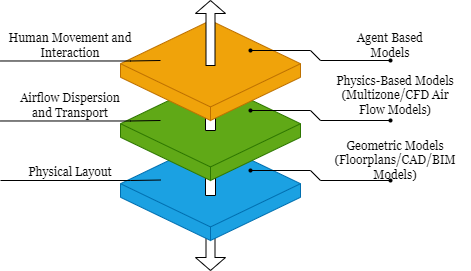 Human Movement and
Interaction
Agent Based
Models
Airflow Dispersion
and Transport
Physics-Based Models
(Multizone/CFD Air
Flow Models)
Physical Layout
Geometric Models
(Floorplans/CAD/BIM
Models)